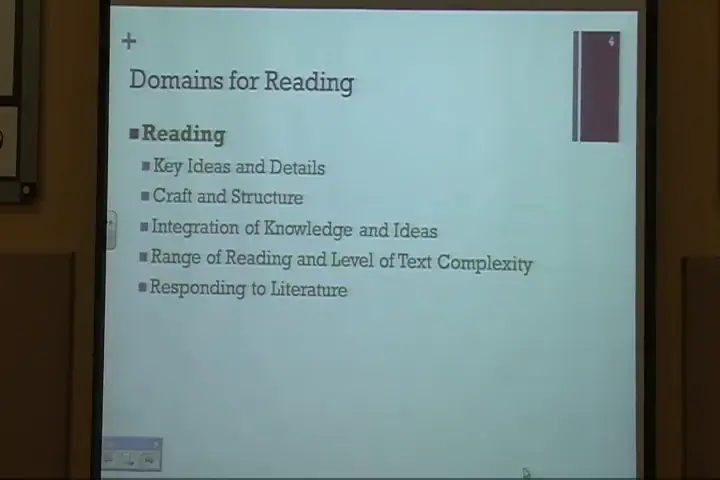 +
4
Domains for Reading
Reading
Key Ideas and Details
Craft and Structure
Integration of Knowledge and Ideas
Range of Reading and Level of Text Complexity
Responding to Literature